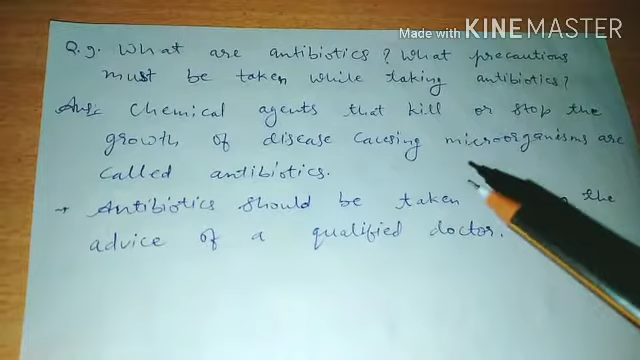 Made with KINEMASTER
Q.9. What are antibiotics? What precautions
must be taken while taking antibiotics?
Ans: Chemical agents that kill or stop the
growth of disease causing microorganisms are
called antibiotics.
→ Antibiotics should be taken the
advice of a qualified doctor.